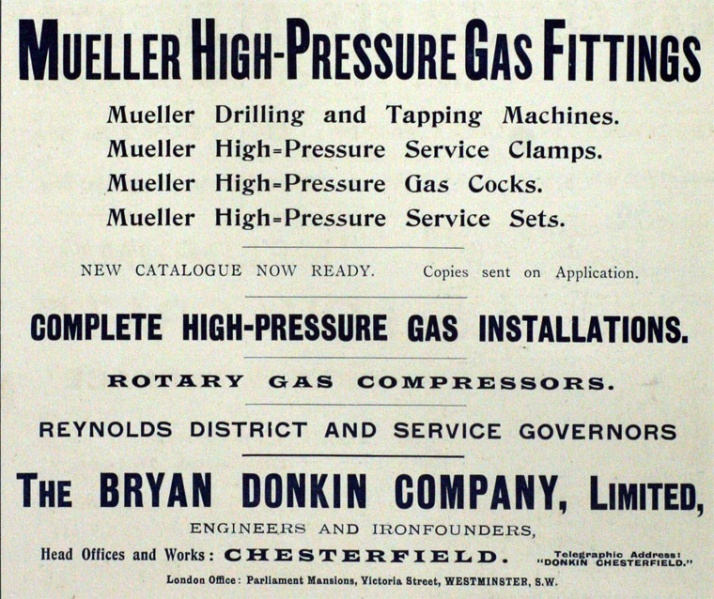 MUELLER HIGH-PRESSURE GAS FITTINGS
Mueller Drilling and Tapping Machines.
Mueller High-Pressure Service Clamps.
Mueller High-Pressure Gas Cocks.
Mueller High-Pressure Service Sets.
NEW CATALOGUE NOW READY. Copies sent on Application.
COMPLETE HIGH-PRESSURE GAS INSTALLATIONS.
ROTARY GAS COMPRESSORS.
REYNOLDS DISTRICT AND SERVICE GOVERNORS
THE BRYAN DONKIN COMPANY, LIMITED,
ENGINEERS AND IRONFOUNDERS,
Head Offices and Works: CHESTERFIELD.
Telegraphic Address:
"DONKIN CHESTERFIELD."
London Office: Parliament Mansions, Victoria Street, WESTMINSTER, S.W.